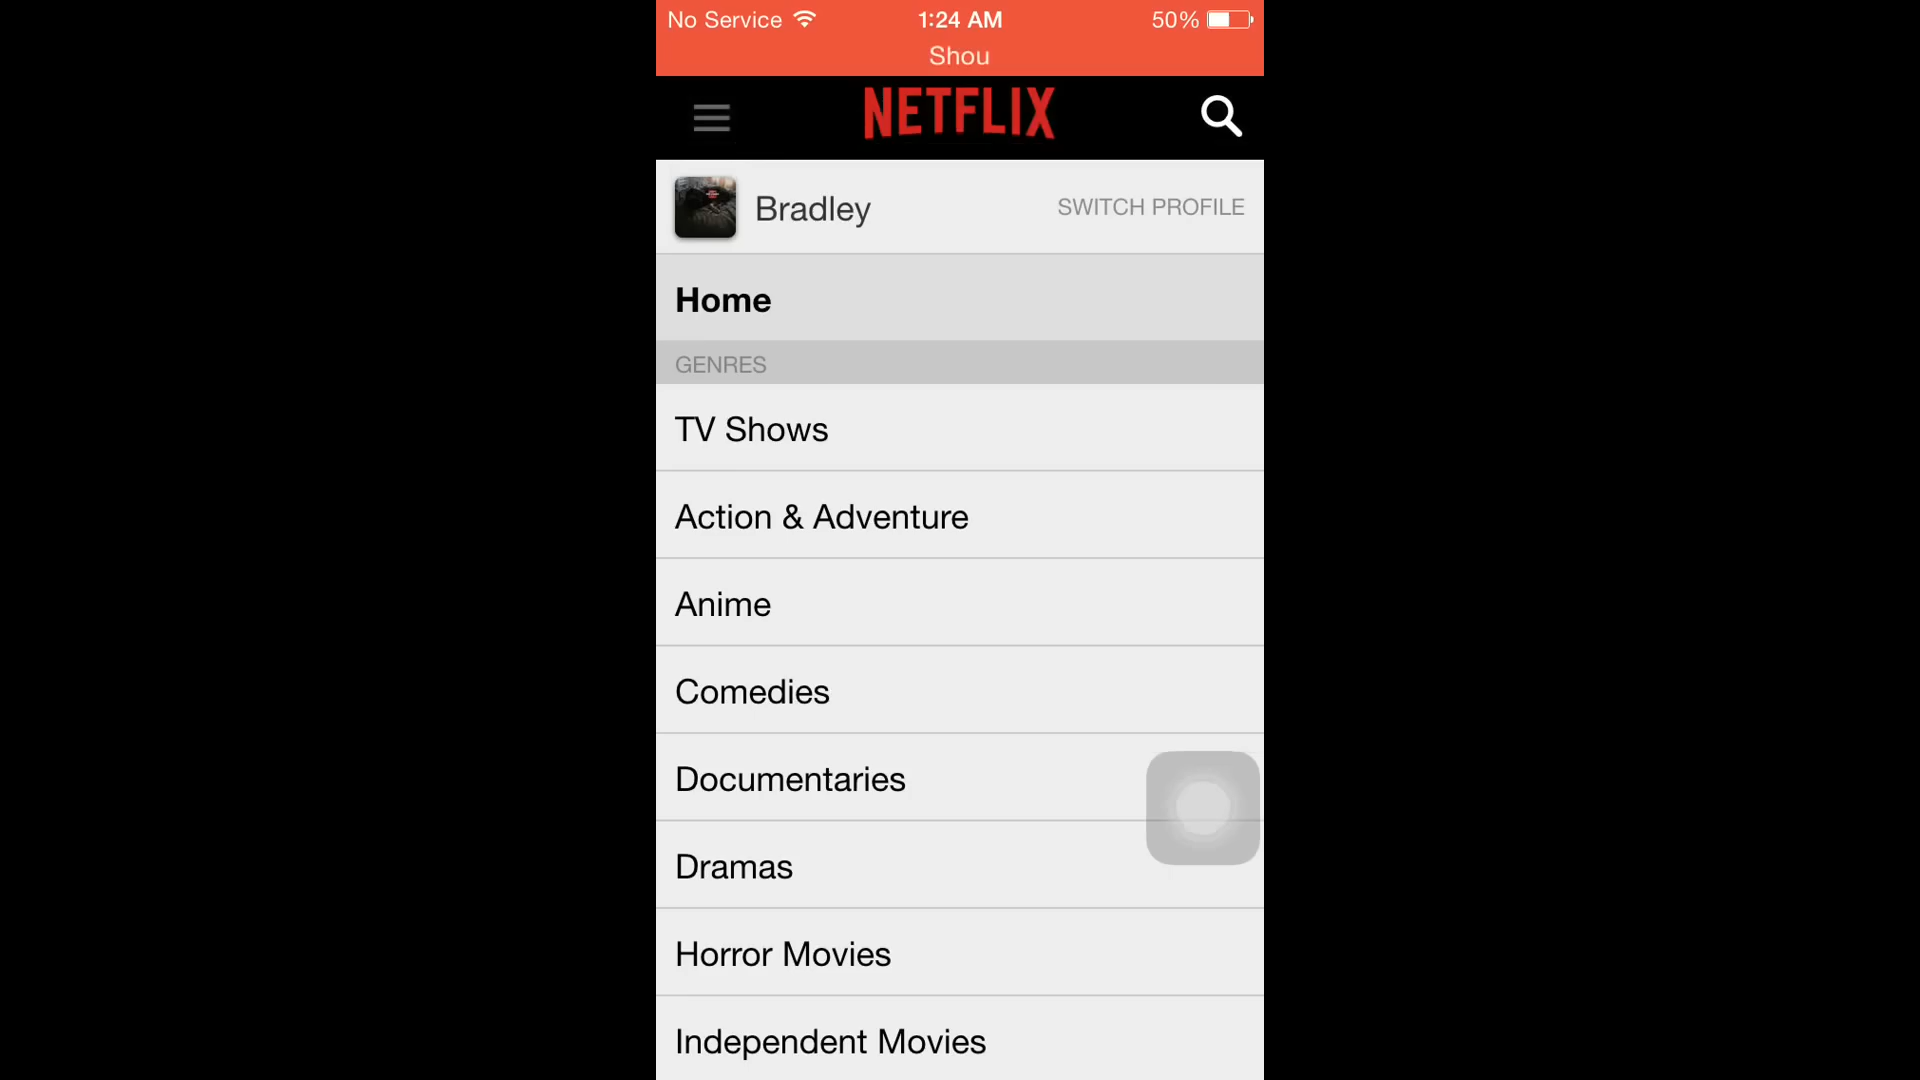 No Service 1:24 AM 50%
Shou
NETFLIX
Bradley SWITCH PROFILE
Home
GENRES
TV Shows
Action & Adventure
Anime
Comedies
Documentaries
Dramas
Horror Movies
Independent Movies